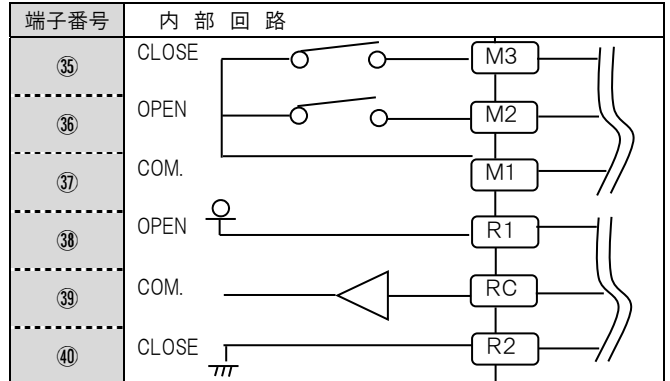 端子番号 内部回路
㉟ CLOSE M3
㊱ OPEN M2
㊲ COM. M1
㊳ OPEN R1
㊴ COM. RC
㊵ CLOSE R2